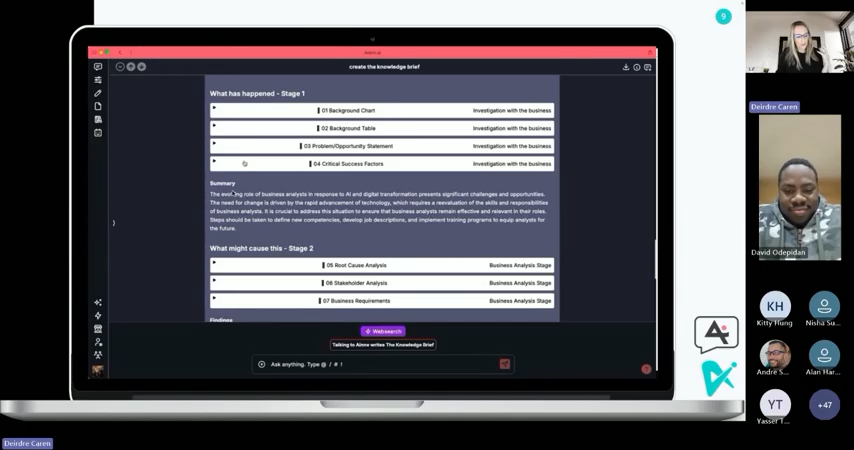 9
create the knowledge brief
What has happened - Stage 1
01 Background Chart Investigation with the business
02 Background Table Investigation with the business
03 Problem/Opportunity Statement Investigation with the business
04 Critical Success Factors Investigation with the business
Summary
The evolving role of business analysts in response to AI and digital transformation presents significant challenges and opportunities.
The need for change is driven by the rapid advancement of technology, which requires a reevaluation of the skills and responsibilities
of business analysts. It is crucial to address this situation to ensure that business analysts remain effective and relevant in their roles.
Steps should be taken to define new competencies, develop job descriptions, and implement training programs to equip analysts for
the future.
What might cause this - Stage 2
05 Root Cause Analysis Business Analysis Stage
06 Stakeholder Analysis Business Analysis Stage
07 Business Requirements Business Analysis Stage
Findings
Websearch
Talking to Ainne writes The Knowledge Brief
Ask anything. Type @ / # !
Deirdre Caren
David Odepidan
KH
Kitty Hung
Nisha Su...
Andre S...
Alan Har...
YT
Yasser T...
+47
Deirdre Caren